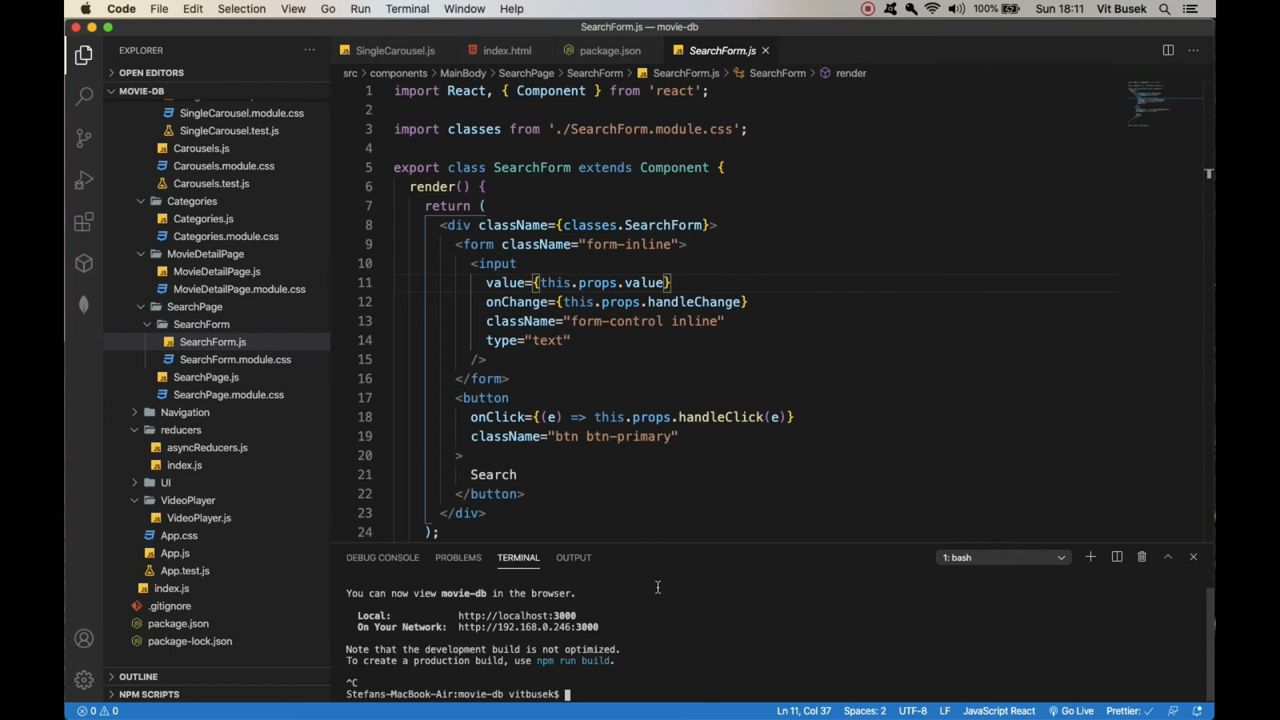 Code File Edit Selection View Go Run Terminal Window Help 100% Sun 18:11 Vit Busek
SearchForm.js — movie-db
EXPLORER
SingleCarousel.js index.html package.json SearchForm.js
OPEN EDITORS
src components MainBody SearchPage SearchForm SearchForm.js SearchForm render
MOVIE-DB
SingleCarousel.module.css
SingleCarousel.test.js
Carousels.js
Carousels.module.css
Carousels.test.js
Categories
Categories.js
Categories.module.css
MovieDetailPage
MovieDetailPage.js
MovieDetailPage.module.css
SearchPage
SearchForm
SearchForm.js
SearchForm.module.css
SearchPage.js
SearchPage.module.css
Navigation
reducers
asyncReducers.js
index.js
UI
VideoPlayer
VideoPlayer.js
App.css
App.js
App.test.js
index.js
.gitignore
package.json
package-lock.json
OUTLINE
NPM SCRIPTS
1 import React, { Component } from 'react';
2
3 import classes from './SearchForm.module.css';
4
5 export class SearchForm extends Component {
6 render() {
7 return (
8 <div className={classes.SearchForm}>
9 <form className="form-inline">
10 <input
11 value={this.props.value}
12 onChange={this.props.handleChange}
13 className="form-control inline"
14 type="text"
15 />
16 </form>
17 <button
18 onClick={(e) => this.props.handleClick(e)}
19 className="btn btn-primary"
20 >
21 Search
22 </button>
23 </div>
24 );
DEBUG CONSOLE PROBLEMS TERMINAL OUTPUT 1: bash
You can now view movie-db in the browser.
Local: http://localhost:3000
On Your Network: http://192.168.0.246:3000
Note that the development build is not optimized.
To create a production build, use npm run build.
^C
Stefans-MacBook-Air:movie-db vitbusek$
0 0 Ln 11, Col 37 Spaces: 2 UTF-8 LF JavaScript React Go Live Prettier: ✓